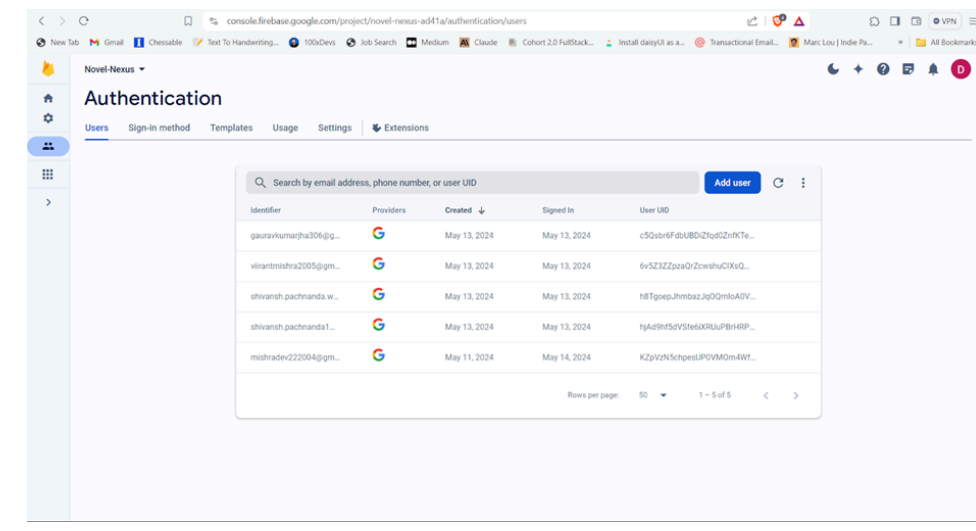 console.firebase.google.com/project/novel-nexus-ad41a/authentication/users
VPN
New Tab Gmail Chessable Text To Handwriting... 100xDevs Job Search Medium Claude Cohort 2.0 FullStack... Install daisyUI as a... Transactional Email... Marc Lou | Indie Pa... » All Bookmarks
Novel-Nexus
D
Authentication
Users Sign-in method Templates Usage Settings Extensions
Search by email address, phone number, or user UID
Add user
Identifier Providers Created Signed In User UID
gauravkumarjha306@g... May 13, 2024 May 13, 2024 c5Qsbr6FdbUBDiZfqd0ZnfKTe...
viirantmishra2005@gm... May 13, 2024 May 13, 2024 6v5Z3ZZpzaQrZcwshuCIXsQ...
shivansh.pachnanda.w... May 13, 2024 May 13, 2024 h8TgoepJhmbazJqOQrnloA0V...
shivansh.pachnanda1... May 13, 2024 May 13, 2024 hjAd9hf5dVSfe6iXRUuPBrHRP...
mishradev222004@gm... May 11, 2024 May 14, 2024 KZpVzN5chpesUP0VMOm4Wf...
Rows per page: 50 1 – 5 of 5